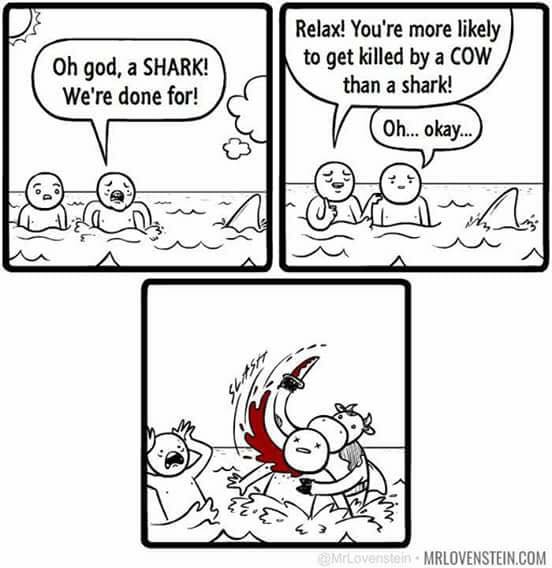 Oh god, a SHARK!
We're done for!
Relax! You're more likely
to get killed by a COW
than a shark!
Oh... okay...
SLASH
@MrLovenstein • MRLOVENSTEIN.COM